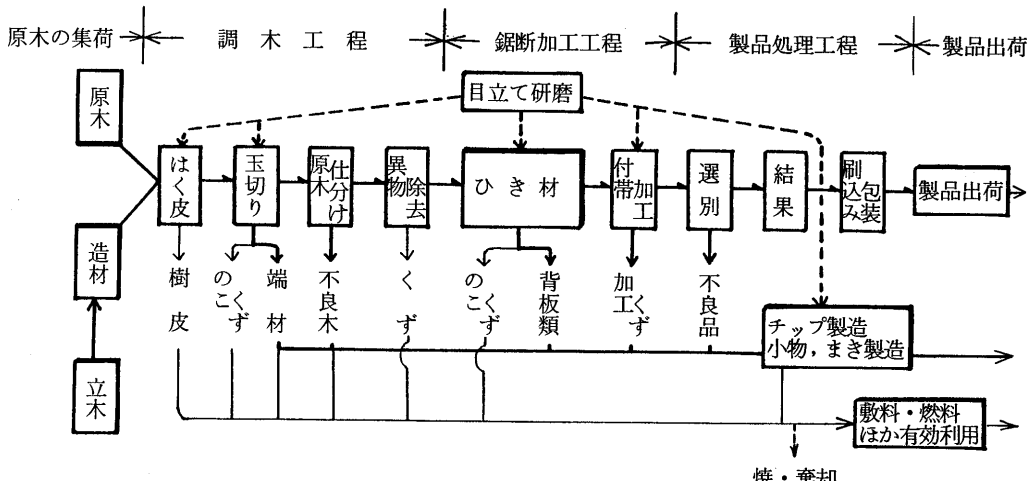 原木の集荷
調木工程
鋸断加工工程
製品処理工程
製品出荷
原木
造材
立木
目立て研磨
はく皮
玉切り
原木仕分け
異物除去
ひき材
付帯加工
選別
結果
刷込み包装
製品出荷
樹皮
のこくず
端材
不良木
くず
のこくず
背板類
加工くず
不良品
チップ製造
小物,まき製造
敷料・燃料
ほか有効利用
焼・棄却